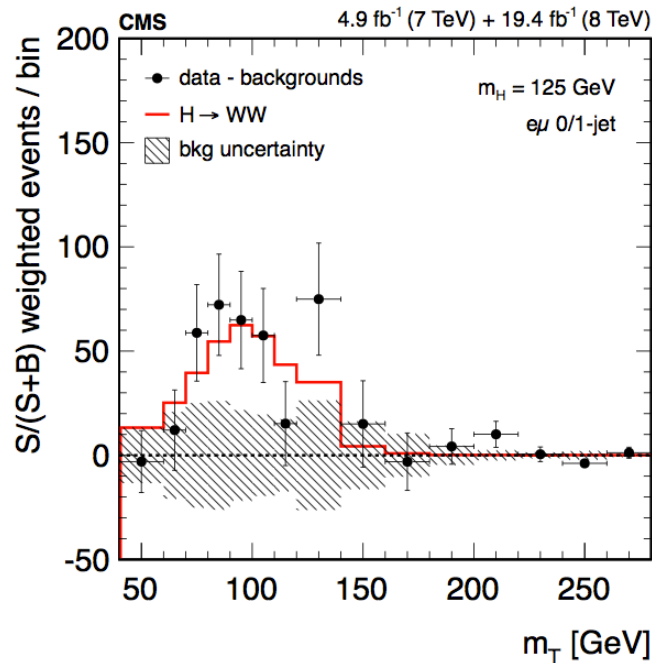 CMS 4.9 fb⁻¹ (7 TeV) + 19.4 fb⁻¹ (8 TeV)
S/(S+B) weighted events / bin
200
150
100
50
0
-50
data - backgrounds
H → WW
bkg uncertainty
m_H = 125 GeV
eμ 0/1-jet
50 100 150 200 250
m_T [GeV]